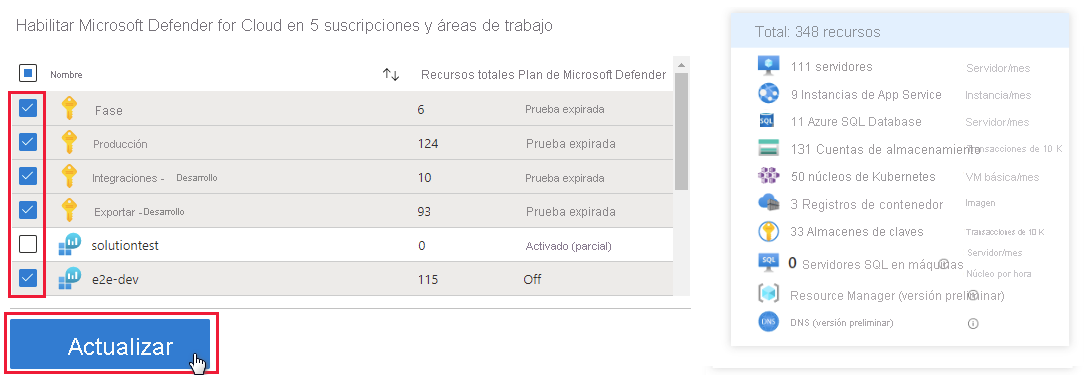 Habilitar Microsoft Defender for Cloud en 5 suscripciones y áreas de trabajo
Nombre Recursos totales Plan de Microsoft Defender
Fase 6 Prueba expirada
Producción 124 Prueba expirada
Integraciones - Desarrollo 10 Prueba expirada
Exportar - Desarrollo 93 Prueba expirada
solutiontest 0 Activado (parcial)
e2e-dev 115 Off
Actualizar
Total: 348 recursos
111 servidores Servidor/mes
9 Instancias de App Service Instancia/mes
SQL 11 Azure SQL Database Servidor/mes
131 Cuentas de almacenamiento Transacciones de 10 K
50 núcleos de Kubernetes VM básica/mes
3 Registros de contenedor Imagen
33 Almacenes de claves Transacciones de 10 K
SQL 0 Servidores SQL en máquinas Servidor/mes
Núcleo por hora
Resource Manager (versión preliminar)
DNS DNS (versión preliminar)